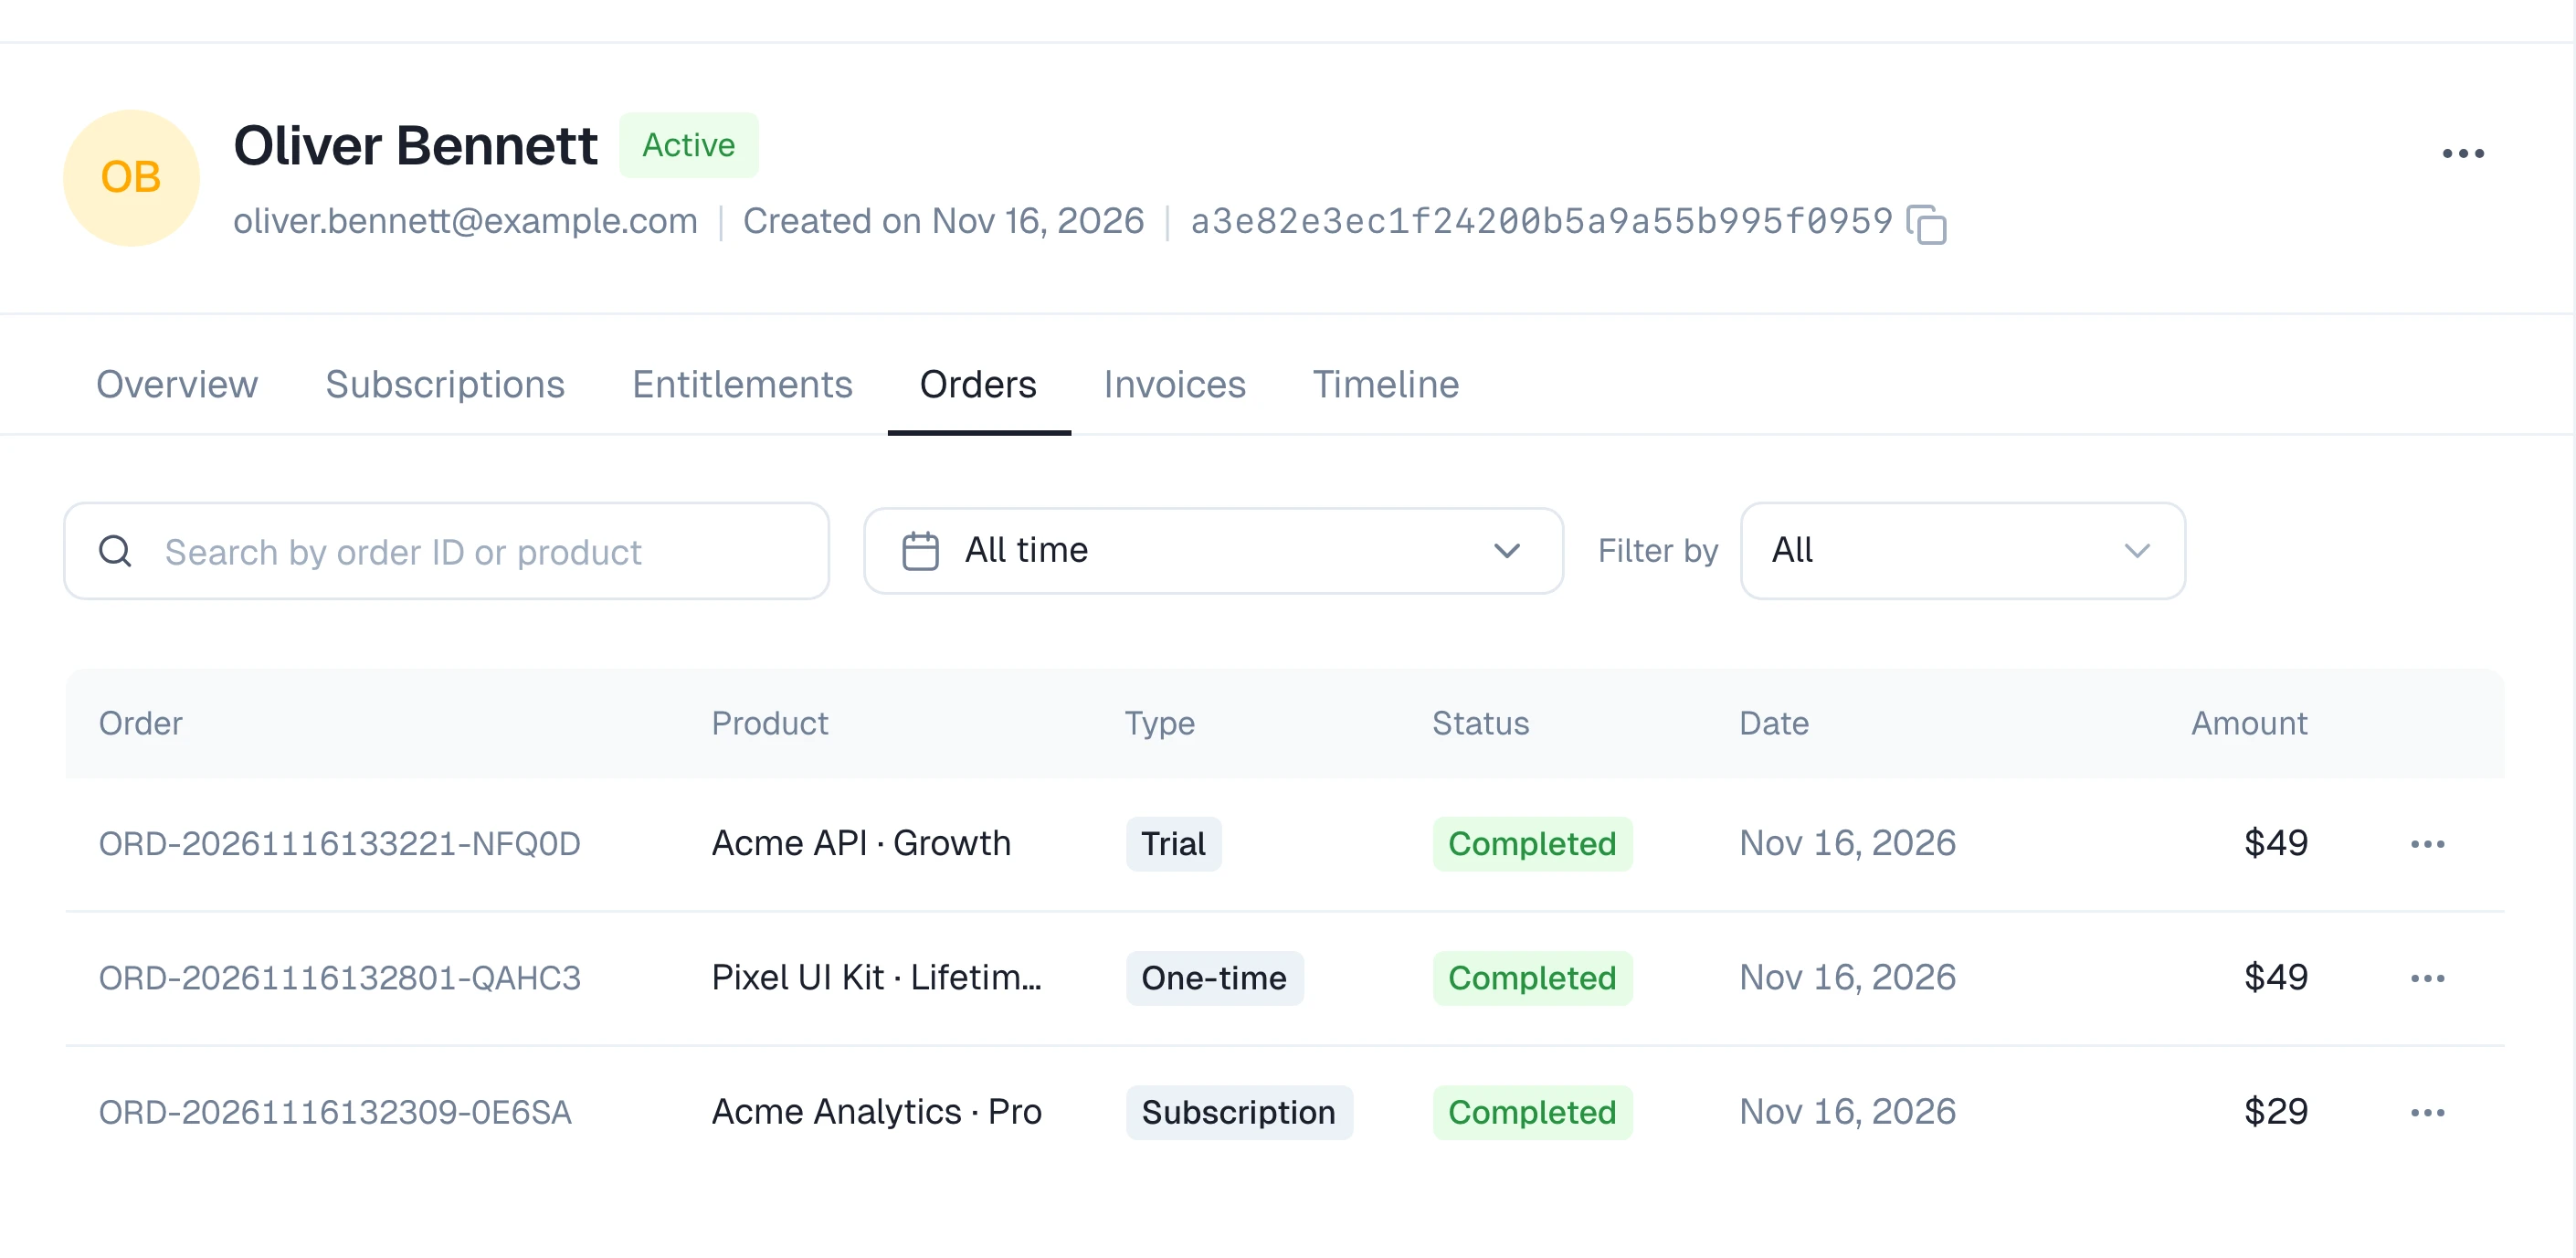 OB
Oliver Bennett Active
oliver.bennett@example.com | Created on Nov 16, 2026 | a3e82e3ec1f24200b5a9a55b995f0959
Overview Subscriptions Entitlements Orders Invoices Timeline
Search by order ID or product All time Filter by All
Order Product Type Status Date Amount
ORD-20261116133221-NFQ0D Acme API · Growth Trial Completed Nov 16, 2026 $49
ORD-20261116132801-QAHC3 Pixel UI Kit · Lifetim... One-time Completed Nov 16, 2026 $49
ORD-20261116132309-0E6SA Acme Analytics · Pro Subscription Completed Nov 16, 2026 $29